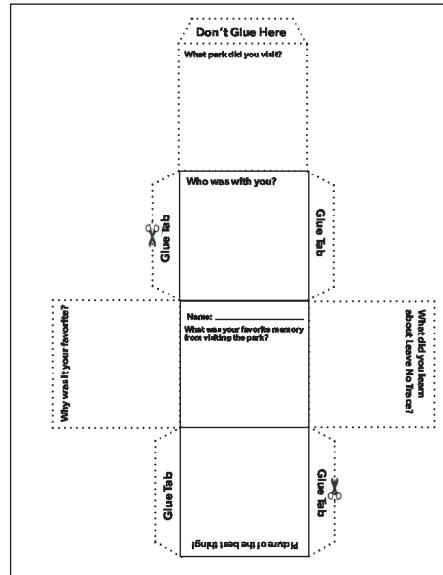 Don't Glue Here
What park did you visit?
Who was with you?
Glue Tab
Glue Tab
Why was it your favorite?
Name:
What was your favorite memory
from visiting the park?
What did you learn
about Leave No Trace?
Glue Tab
Glue Tab
Picture of the best thing!